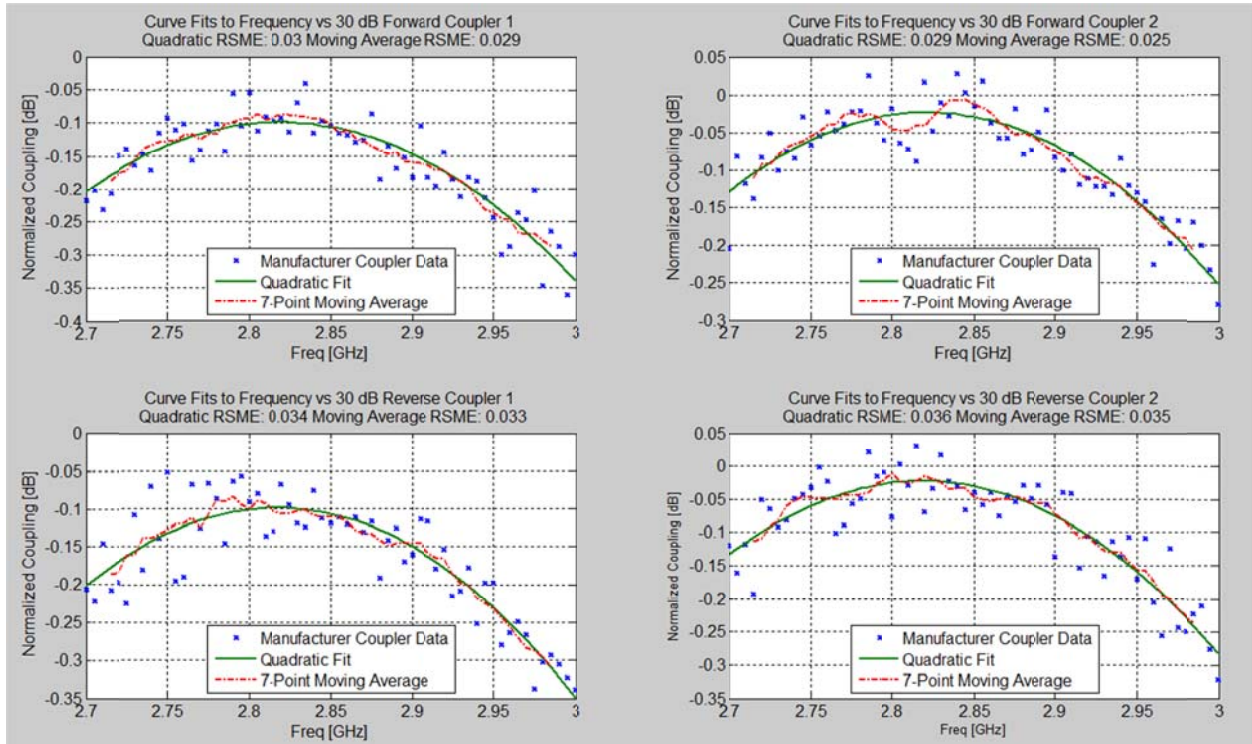 Curve Fits to Frequency vs 30 dB Forward Coupler 1
Quadratic RSME: 0.03 Moving Average RSME: 0.029
0
-0.05
-0.1
-0.15
-0.2
-0.25
-0.3
-0.35
-0.4
Normalized Coupling [dB]
Manufacturer Coupler Data
Quadratic Fit
7-Point Moving Average
2.7 2.75 2.8 2.85 2.9 2.95 3
Freq [GHz]
Curve Fits to Frequency vs 30 dB Forward Coupler 2
Quadratic RSME: 0.029 Moving Average RSME: 0.025
0.05
0
-0.05
-0.1
-0.15
-0.2
-0.25
-0.3
Normalized Coupling [dB]
Manufacturer Coupler Data
Quadratic Fit
7-Point Moving Average
2.7 2.75 2.8 2.85 2.9 2.95 3
Freq [GHz]
Curve Fits to Frequency vs 30 dB Reverse Coupler 1
Quadratic RSME: 0.034 Moving Average RSME: 0.033
0
-0.05
-0.1
-0.15
-0.2
-0.25
-0.3
-0.35
Normalized Coupling [dB]
Manufacturer Coupler Data
Quadratic Fit
7-Point Moving Average
2.7 2.75 2.8 2.85 2.9 2.95 3
Freq [GHz]
Curve Fits to Frequency vs 30 dB Reverse Coupler 2
Quadratic RSME: 0.036 Moving Average RSME: 0.035
0.05
0
-0.05
-0.1
-0.15
-0.2
-0.25
-0.3
-0.35
Normalized Coupling [dB]
Manufacturer Coupler Data
Quadratic Fit
7-Point Moving Average
2.7 2.75 2.8 2.85 2.9 2.95 3
Freq [GHz]